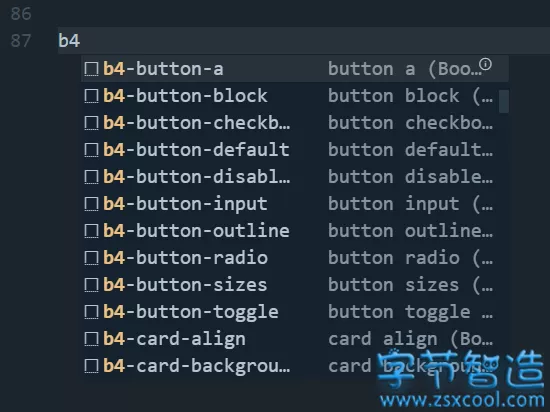 86
87 b4
b4-button-a button a (Boo…
b4-button-block button block (…
b4-button-checkb… button checkbo…
b4-button-default button default…
b4-button-disabl… button disable…
b4-button-input button input (…
b4-button-outline button outline…
b4-button-radio button radio (…
b4-button-sizes button sizes (…
b4-button-toggle button toggle …
b4-card-align card align (Bo…
b4-card-backgrou… card backgroun…
字节智造
www.zsxcool.com